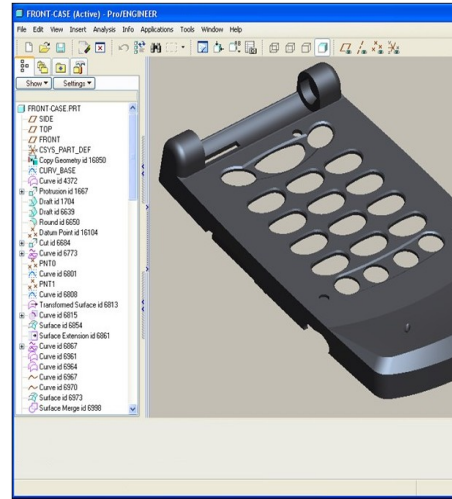 FRONT-CASE (Active) - Pro/ENGINEER
File Edit View Insert Analysis Info Applications Tools Window Help
Show Settings
FRONT-CASE.PRT
SIDE
TOP
FRONT
CSYS_PART_DEF
Copy Geometry id 16850
CURV_BASE
Curve id 4372
Protrusion id 1667
Draft id 1704
Draft id 6639
Round id 6650
Datum Point id 16104
Cut id 6684
Curve id 6773
PNT0
Curve id 6801
PNT1
Curve id 6808
Transformed Surface id 6813
Curve id 6815
Surface id 6854
Surface Extension id 6861
Curve id 6867
Curve id 6961
Curve id 6964
Curve id 6967
Curve id 6970
Surface id 6973
Surface Merge id 6998